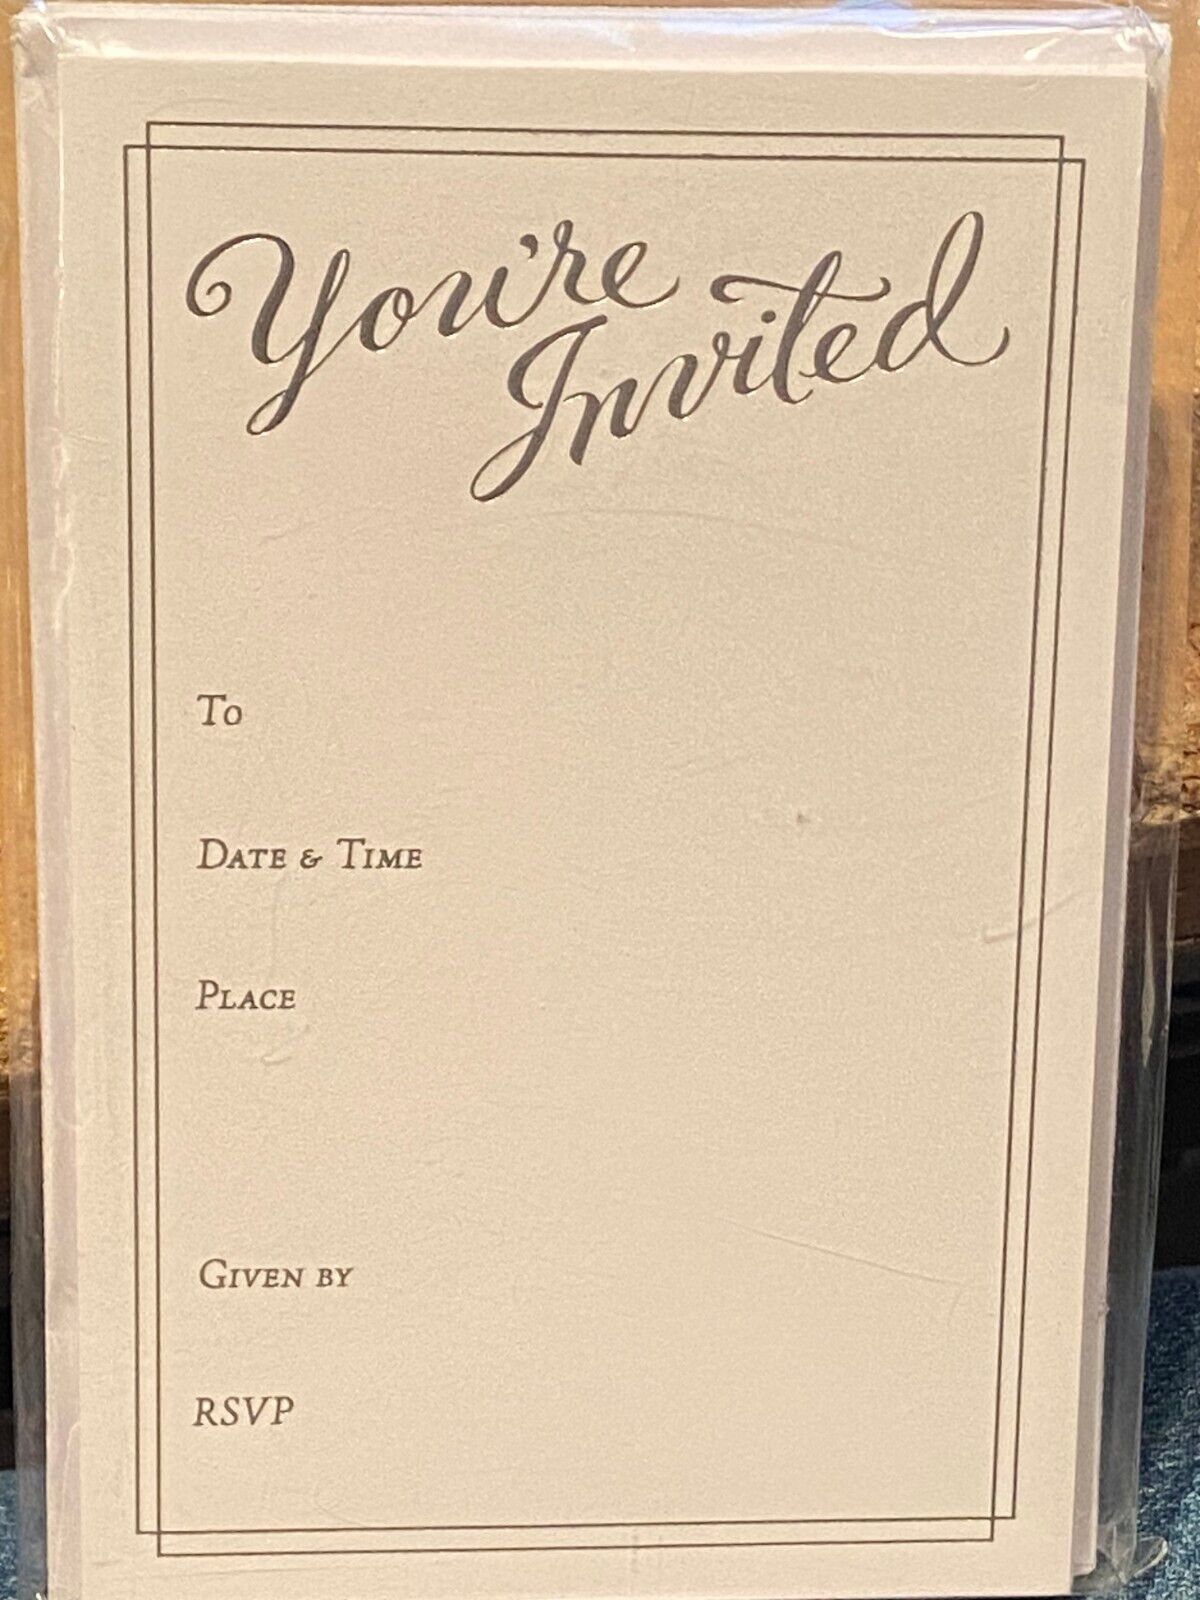 You're
Invited
To
Date & Time
Place
Given by
RSVP